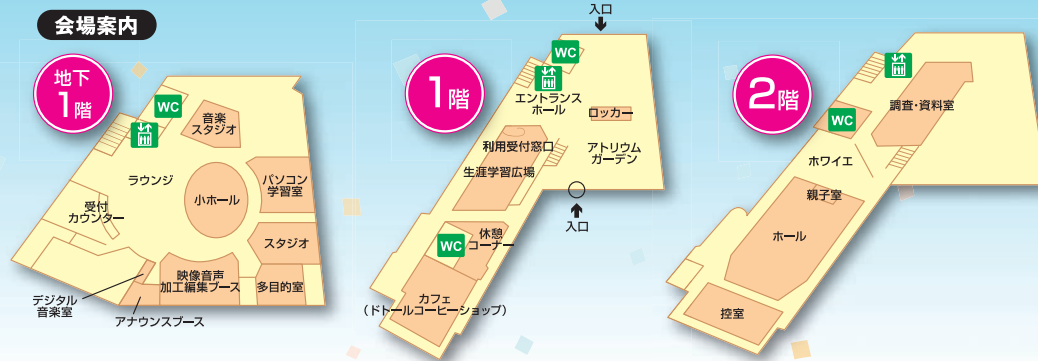 会場案内
地下
1階
WC
音楽
スタジオ
ラウンジ
小ホール
パソコン
学習室
受付
カウンター
スタジオ
映像音声
加工編集ブース
多目的室
デジタル
音楽室
アナウンスブース
1階
入口
WC
エントランス
ホール
ロッカー
利用受付窓口
アトリウム
ガーデン
生涯学習広場
入口
WC
休憩
コーナー
カフェ
(ドトールコーヒーショップ)
2階
調査・資料室
WC
ホワイエ
親子室
ホール
控室